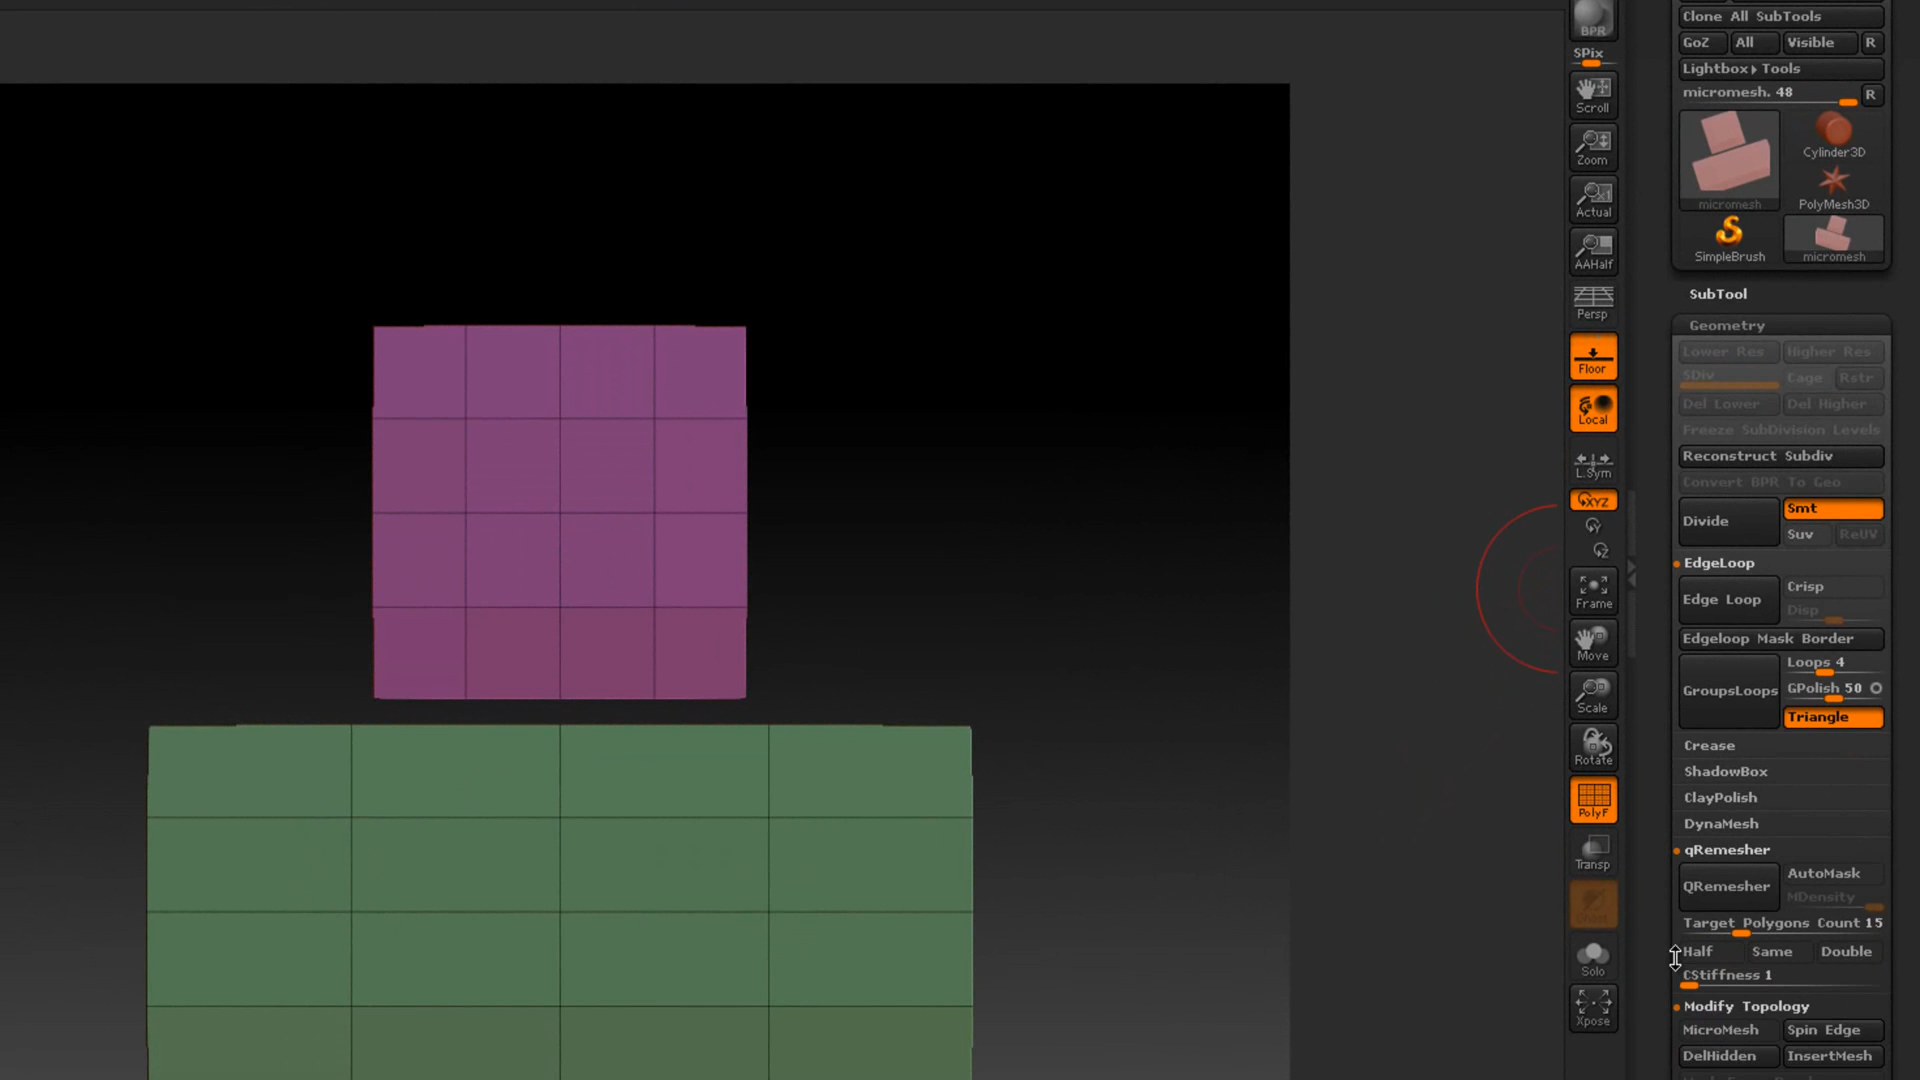 BPR
SPix
Scroll
Zoom
Actual
AAHalf
Persp
Floor
Local
L.Sym
XYZ
Frame
Move
Scale
Rotate
PolyF
Transp
Solo
Xpose
Clone All SubTools
GoZ All Visible R
Lightbox▸Tools
micromesh. 48 R
micromesh
Cylinder3D
PolyMesh3D
SimpleBrush
micromesh
SubTool
Geometry
Lower Res Higher Res
SDiv Cage Rstr
Del Lower Del Higher
Freeze SubDivision Levels
Reconstruct Subdiv
Convert BPR To Geo
Divide Smt
Suv ReUV
EdgeLoop
Edge Loop Crisp
Disp
Edgeloop Mask Border
GroupsLoops Loops 4
GPolish 50
Triangle
Crease
ShadowBox
ClayPolish
DynaMesh
qRemesher
QRemesher AutoMask
MDensity
Target Polygons Count 15
Half Same Double
CStiffness 1
Modify Topology
MicroMesh Spin Edge
DelHidden InsertMesh